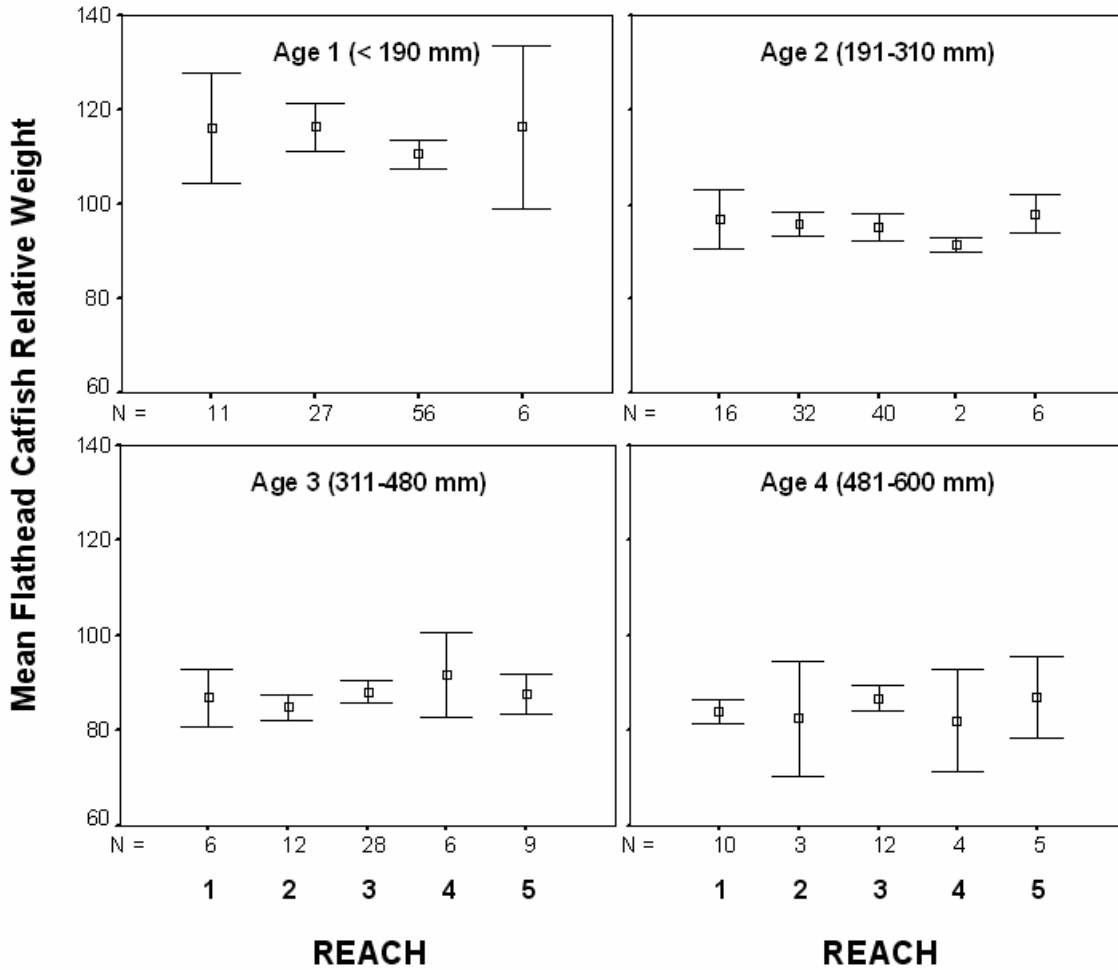 Mean Flathead Catfish Relative Weight
Age 1 (< 190 mm)
140
120
100
80
60
N = 11 27 56 6
Age 2 (191-310 mm)
N = 16 32 40 2 6
Age 3 (311-480 mm)
140
120
100
80
60
N = 6 12 28 6 9
1 2 3 4 5
REACH
Age 4 (481-600 mm)
N = 10 3 12 4 5
1 2 3 4 5
REACH